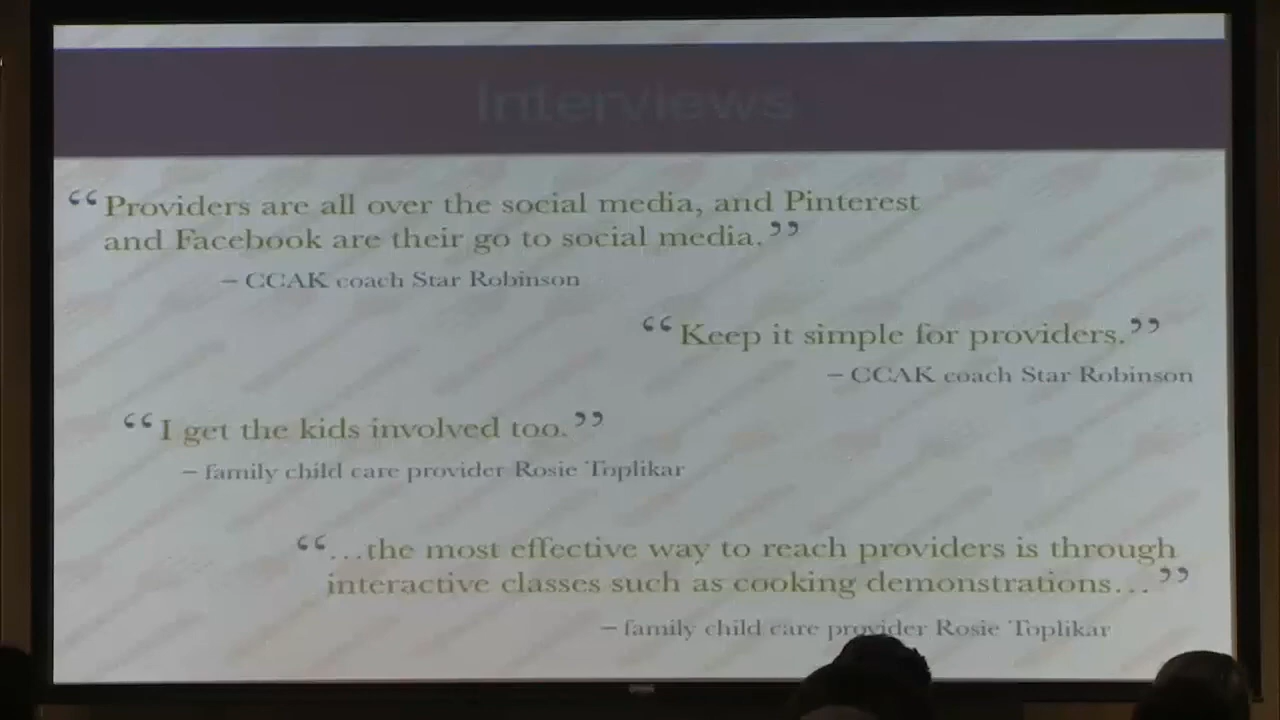 Interviews
“Providers are all over the social media, and Pinterest
and Facebook are their go to social media.”
– CCAK coach Star Robinson
“Keep it simple for providers.”
– CCAK coach Star Robinson
“I get the kids involved too.”
– family child care provider Rosie Toplikar
“…the most effective way to reach providers is through
interactive classes such as cooking demonstrations…”
– family child care provider Rosie Toplikar